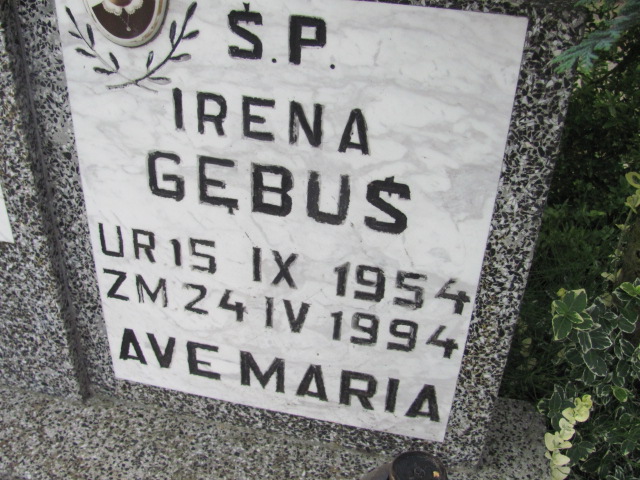 Ś.P.
IRENA
GĘBUŚ
UR 15 IX 1954
ZM 24 IV 1994
AVE MARIA